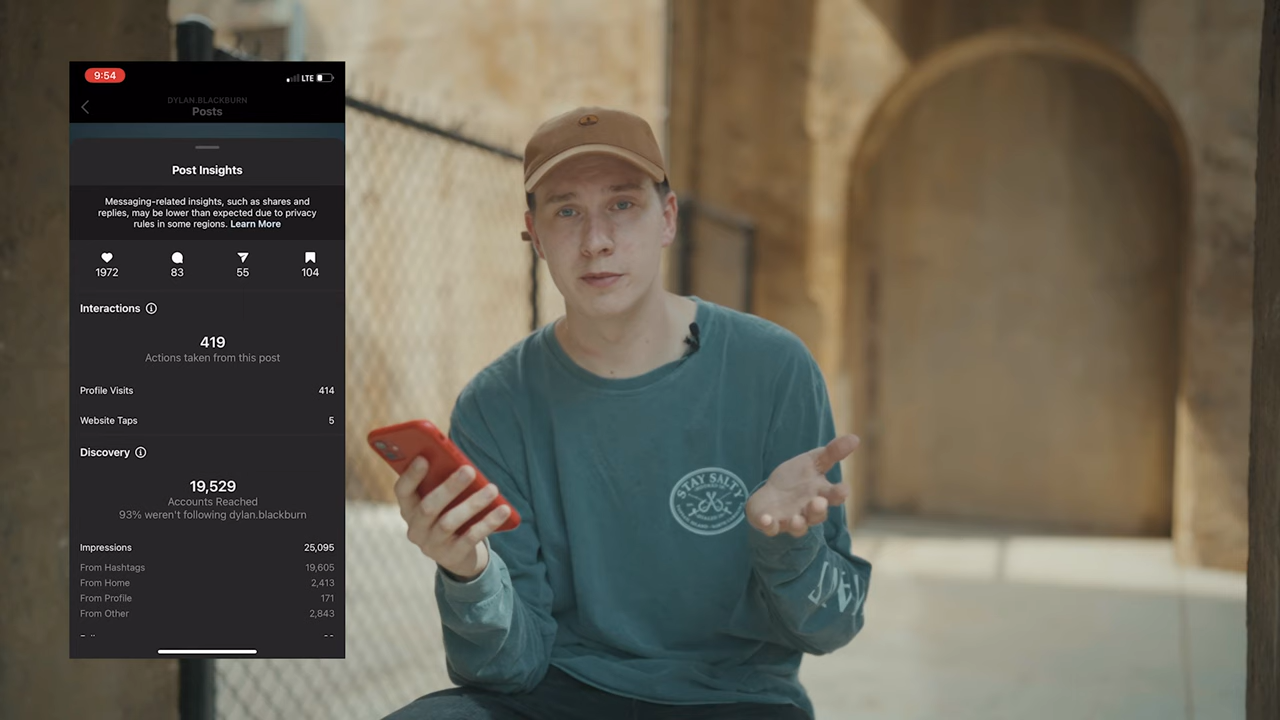 9:54
LTE
DYLAN.BLACKBURN
Posts
Post Insights
Messaging-related insights, such as shares and
replies, may be lower than expected due to privacy
rules in some regions. Learn More
1972 83 55 104
Interactions
419
Actions taken from this post
Profile Visits 414
Website Taps 5
Discovery
19,529
Accounts Reached
93% weren't following dylan.blackburn
Impressions 25,095
From Hashtags 19,605
From Home 2,413
From Profile 171
From Other 2,843
STAY SALTY